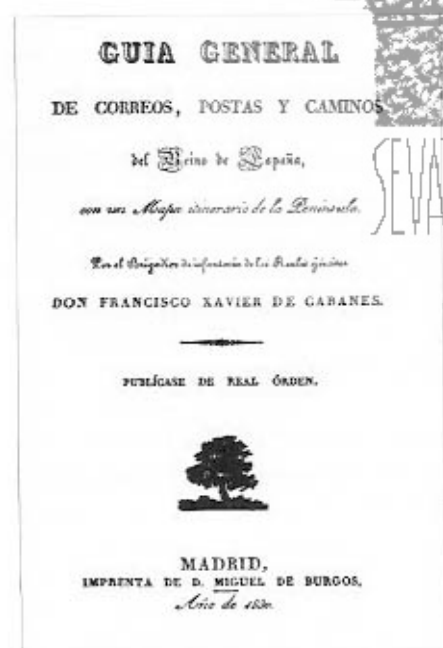 GUIA GENERAL
DE CORREOS, POSTAS Y CAMINOS
del Reino de España,
con un Mapa itinerario de la Península.
Por el Brigadier de infantería de los Reales ejércitos
DON FRANCISCO XAVIER DE CABANES.
PUBLÍCASE DE REAL ÓRDEN.
MADRID,
IMPRENTA DE D. MIGUEL DE BURGOS,
Año de 1830.